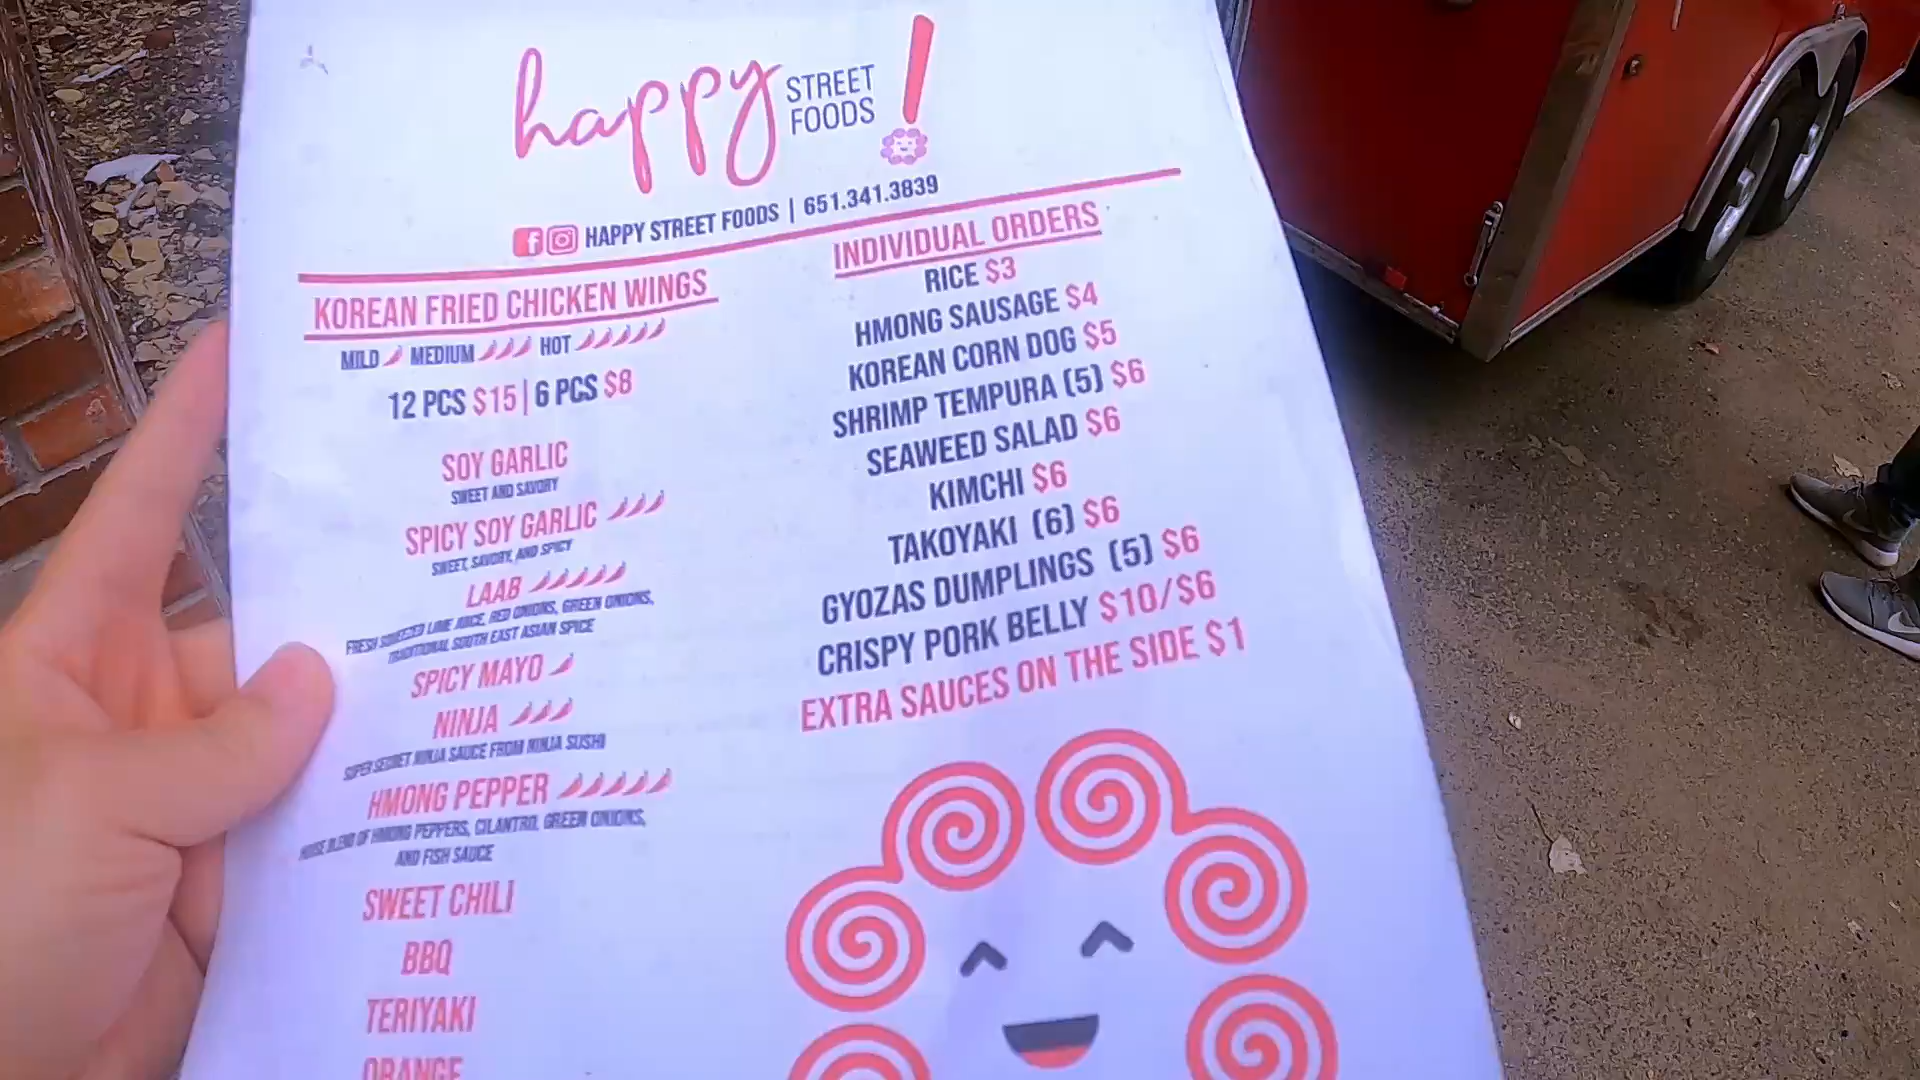 happy STREET FOODS !
HAPPY STREET FOODS | 651.341.3839
KOREAN FRIED CHICKEN WINGS
MILD MEDIUM HOT
12 PCS $15 | 6 PCS $8
SOY GARLIC
SWEET AND SAVORY
SPICY SOY GARLIC
SWEET, SAVORY, AND SPICY
LAAB
FRESH SQUEEZED LIME JUICE, RED ONIONS, GREEN ONIONS,
TRADITIONAL SOUTH EAST ASIAN SPICE
SPICY MAYO
NINJA
SUPER SECRET NINJA SAUCE FROM NINJA SUSHI
HMONG PEPPER
HOUSE BLEND OF HMONG PEPPERS, CILANTRO, GREEN ONIONS,
AND FISH SAUCE
SWEET CHILI
BBQ
TERIYAKI
ORANGE
INDIVIDUAL ORDERS
RICE $3
HMONG SAUSAGE $4
KOREAN CORN DOG $5
SHRIMP TEMPURA (5) $6
SEAWEED SALAD $6
KIMCHI $6
TAKOYAKI (6) $6
GYOZAS DUMPLINGS (5) $6
CRISPY PORK BELLY $10/$6
EXTRA SAUCES ON THE SIDE $1